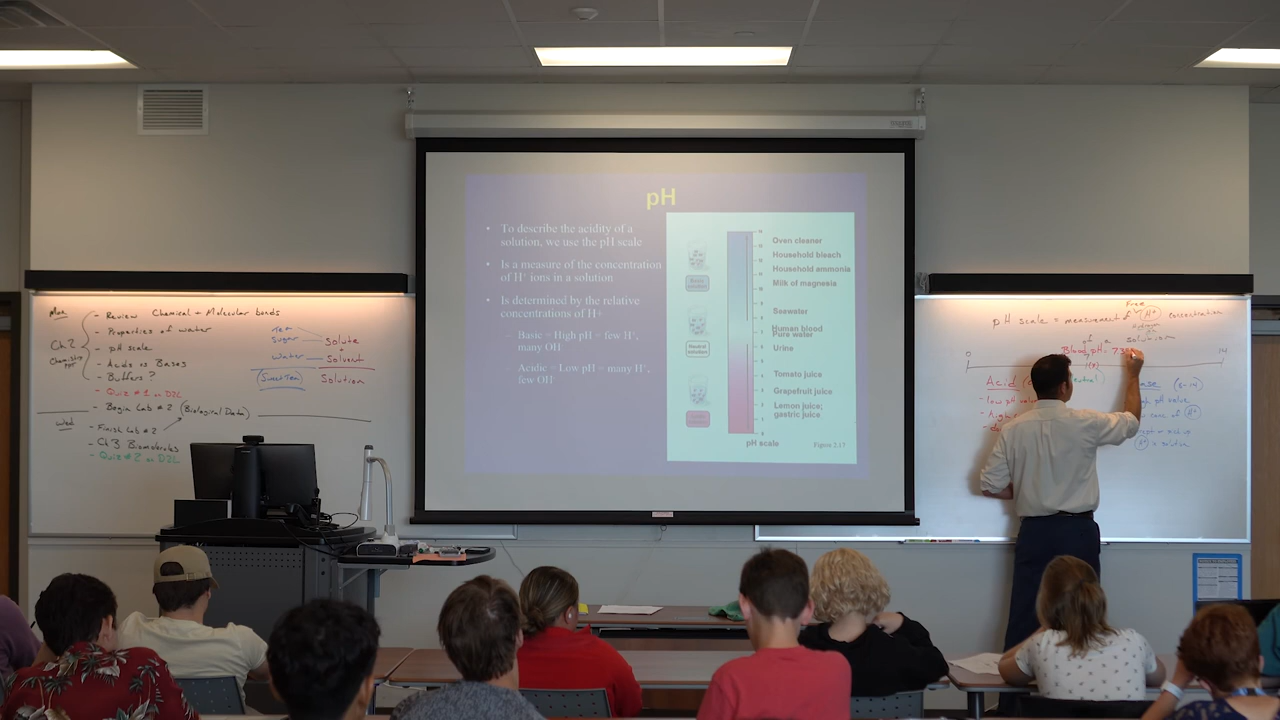 Mon
- Review Chemical + Molecular bonds
- Properties of water
Ch 2
- pH scale
Chemistry
- Acids vs Bases
- Buffers ?
- Quiz #1 on D2L
- Begin Lab #2 (Biological Data)
Wed
- Finish Lab #2
- Ch 3 Biomolecules
- Quiz #2 on D2L
Tea
Sugar
solute
+
Water
Solvent
Sweet Tea
Solution
pH
• To describe the acidity of a
solution, we use the pH scale
• Is a measure of the concentration
of H+ ions in a solution
• Is determined by the relative
concentrations of H+
– Basic = High pH = few H+,
many OH
– Acidic = Low pH = many H+,
few OH
Oven cleaner
Household bleach
Household ammonia
Milk of magnesia
Seawater
Human blood
Pure water
Neutral
solution
Urine
Tomato juice
Grapefruit juice
Lemon juice;
gastric juice
pH scale
Figure 2.17
Free
pH scale = measurement of (H+) concentration
of a solution
Blood pH = 7.3
0
14
Acid
- low pH value
- high
(8-14)
pH value
H+